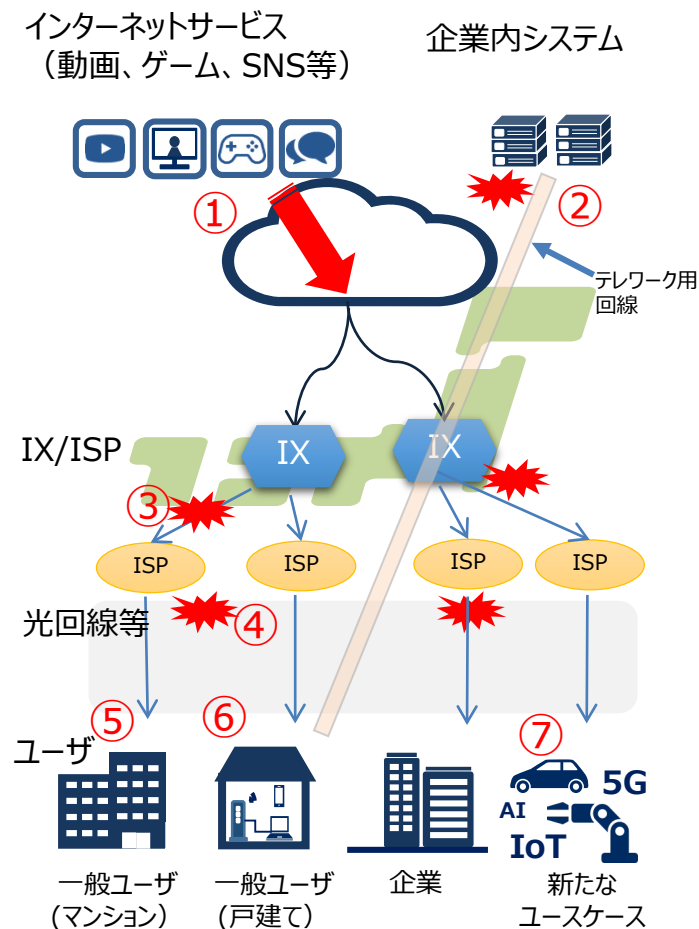 インターネットサービス
（動画、ゲーム、SNS等）
企業内システム
①
②
テレワーク用
回線
IX/ISP
IX
IX
③
ISP
ISP
ISP
ISP
光回線等
④
⑤
⑥
⑦
ユーザ
5G
AI
IoT
一般ユーザ
(マンション）
一般ユーザ
(戸建て）
企業
新たな
ユースケース